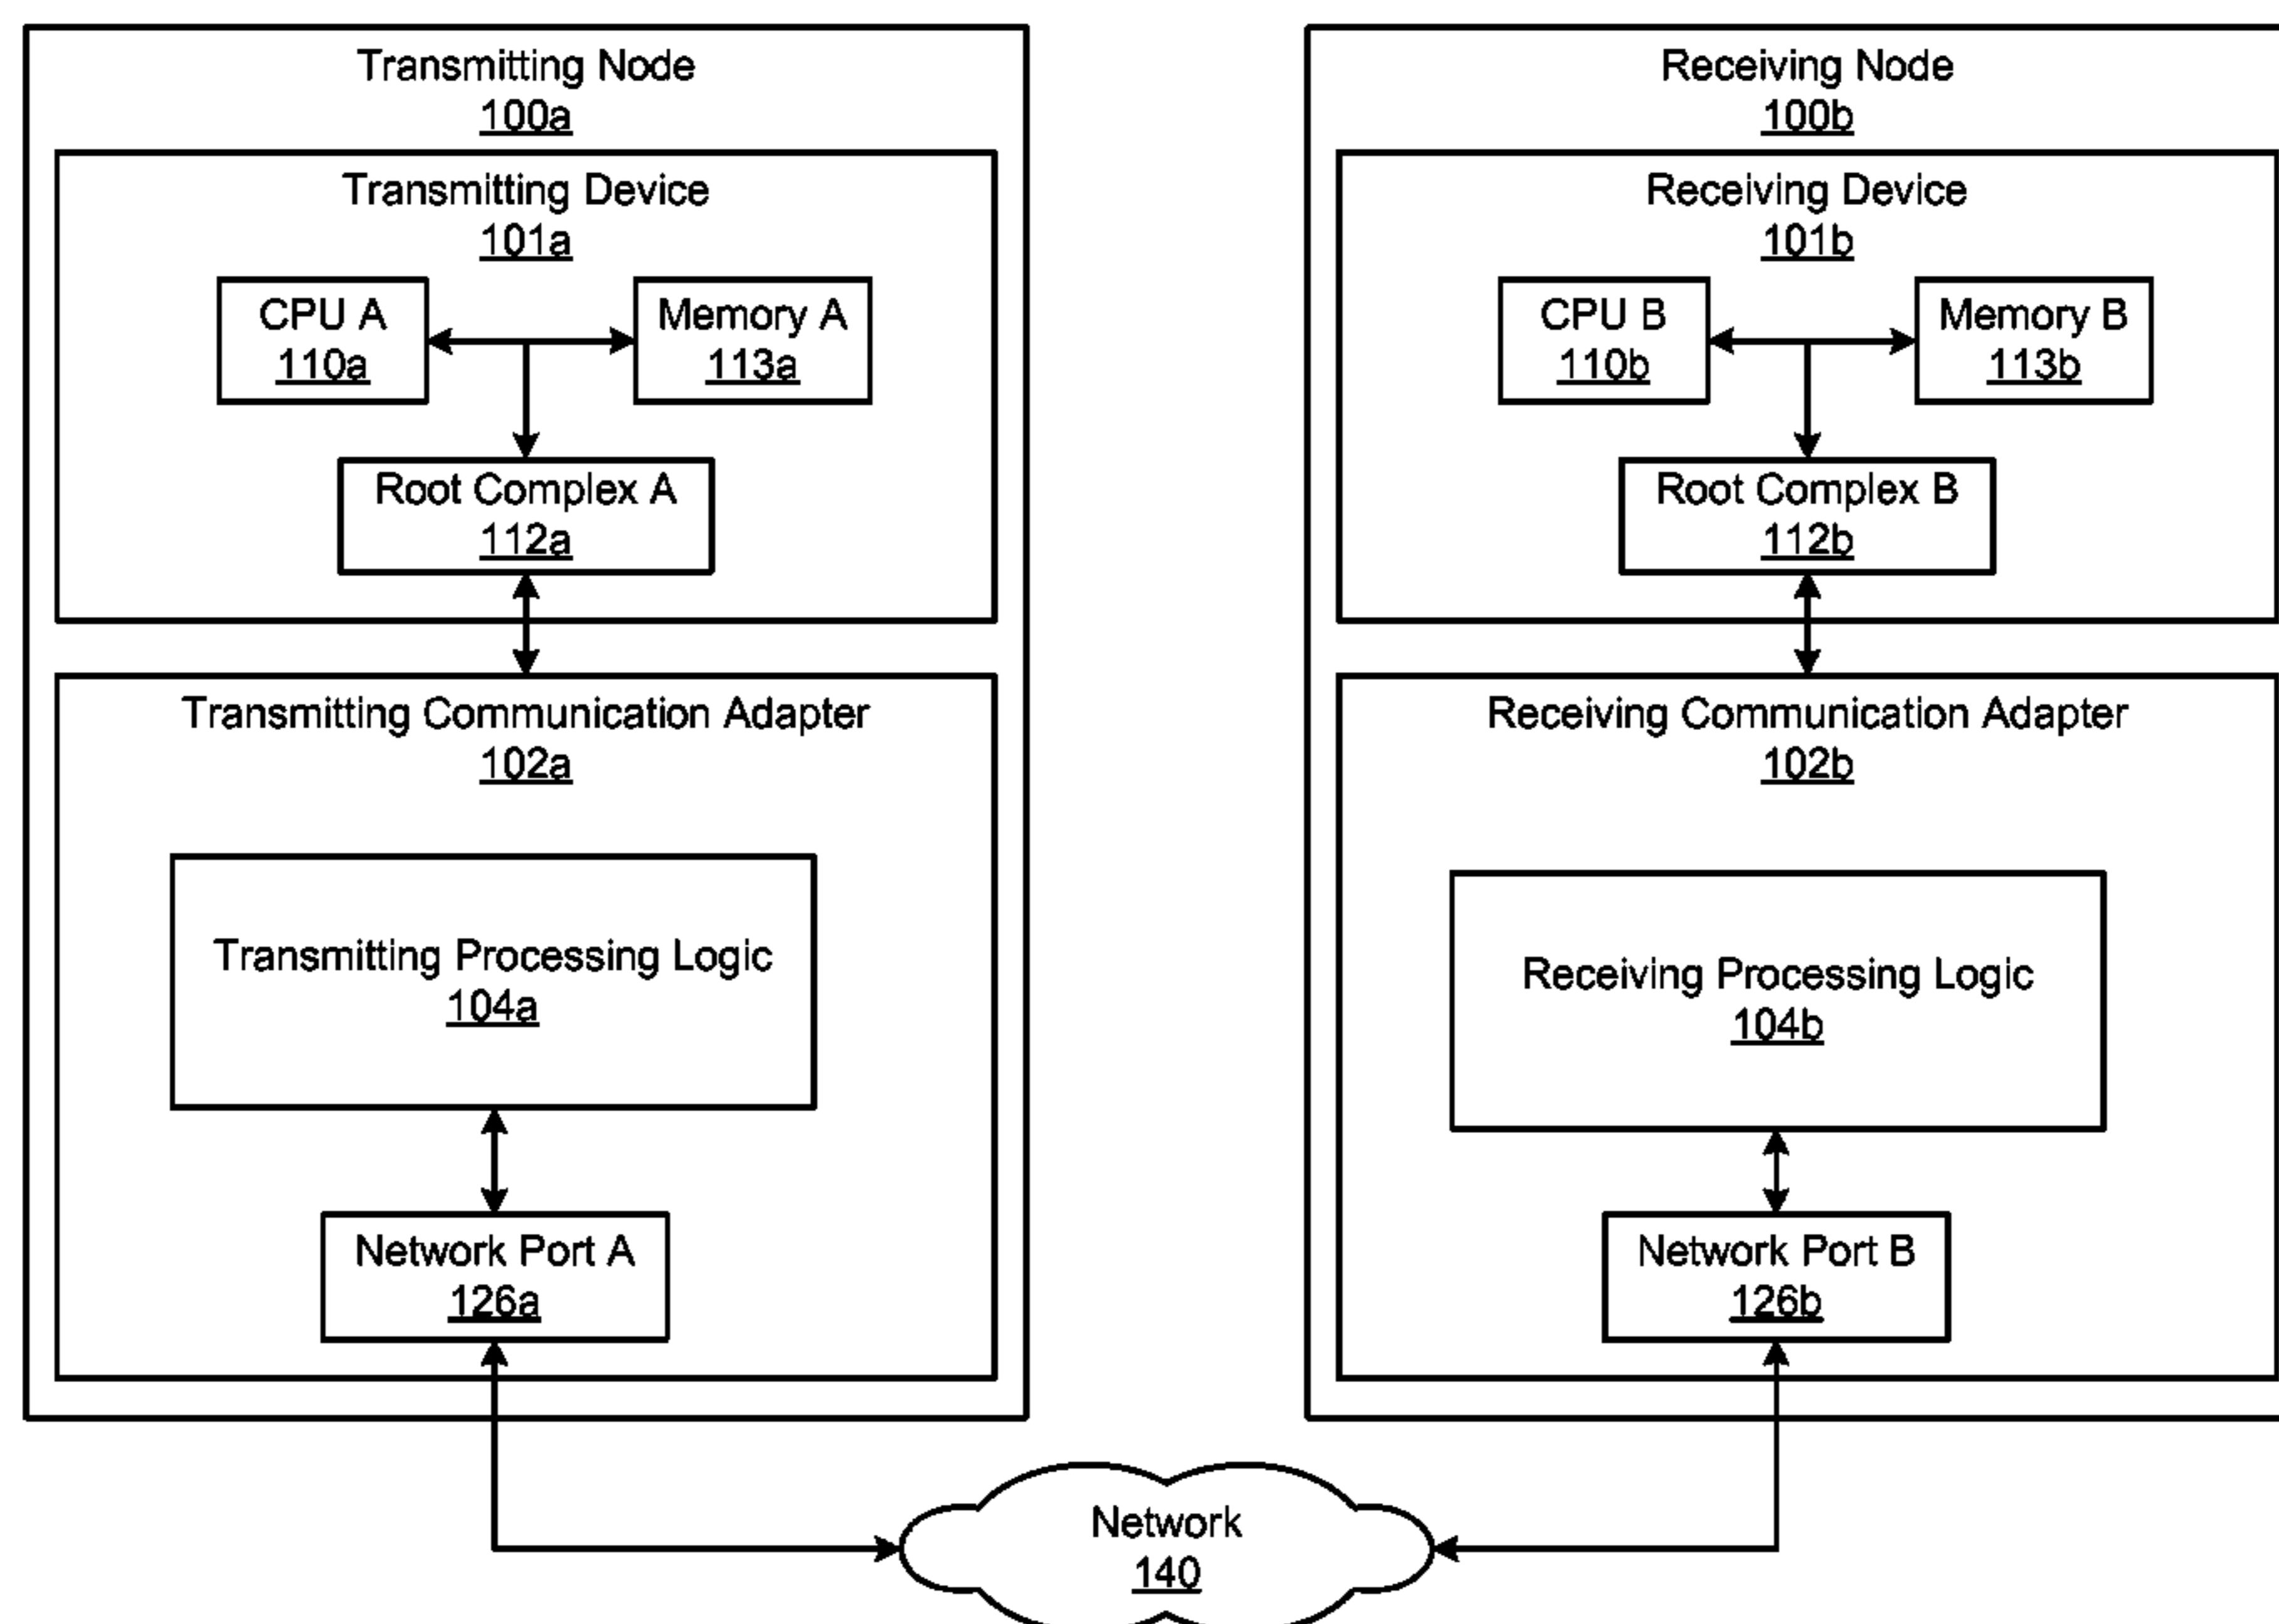 Transmitting Node
100a
Transmitting Device
101a
CPU A
110a
Memory A
113a
Root Complex A
112a
Transmitting Communication Adapter
102a
Transmitting Processing Logic
104a
Network Port A
126a
Receiving Node
100b
Receiving Device
101b
CPU B
110b
Memory B
113b
Root Complex B
112b
Receiving Communication Adapter
102b
Receiving Processing Logic
104b
Network Port B
126b
Network
140